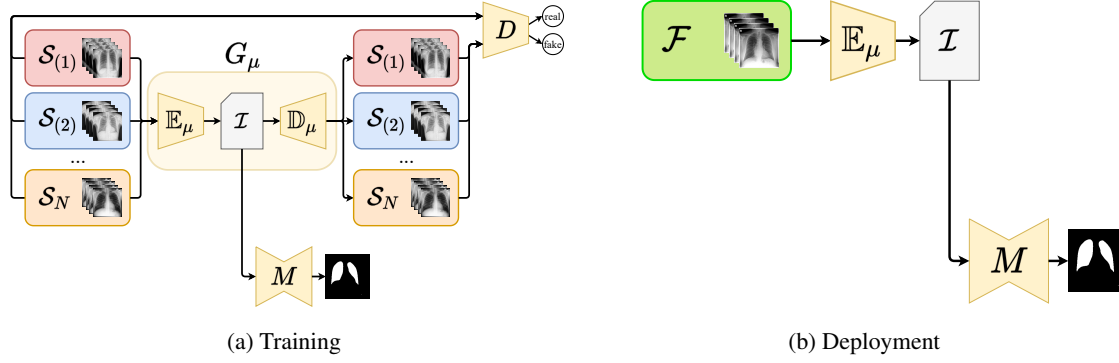 D
real
fake
S(1)
G_μ
S(1)
S(2)
𝔼_μ
I
𝔻_μ
S(2)
...
...
S_N
S_N
M
(a) Training
F
𝔼_μ
I
M
(b) Deployment